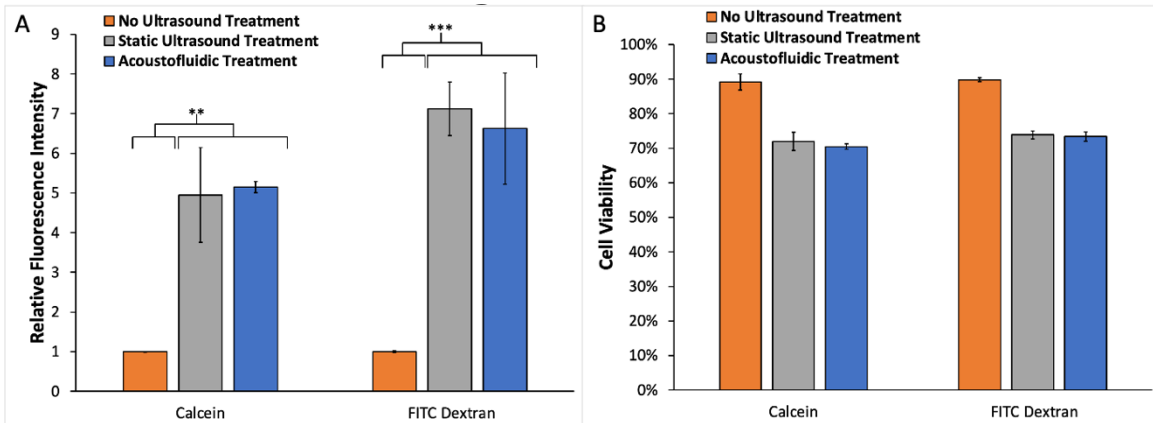 A
No Ultrasound Treatment
Static Ultrasound Treatment
Acoustofluidic Treatment
Relative Fluorescence Intensity
9
8
7
6
5
4
3
2
1
0
**
***
Calcein
FITC Dextran
B
No Ultrasound Treatment
Static Ultrasound Treatment
Acoustofluidic Treatment
Cell Viability
100%
90%
80%
70%
60%
50%
40%
30%
20%
10%
0%
Calcein
FITC Dextran